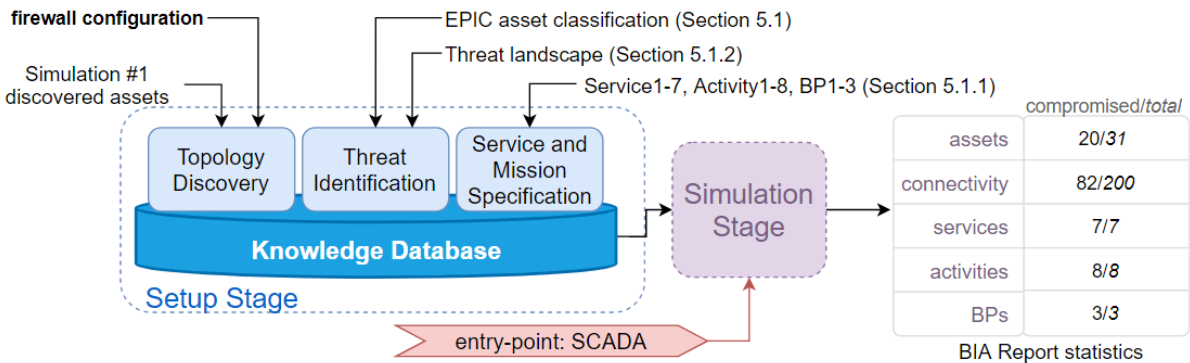 firewall configuration
EPIC asset classification (Section 5.1)
Threat landscape (Section 5.1.2)
Simulation #1
discovered assets
Service1-7, Activity1-8, BP1-3 (Section 5.1.1)
Topology
Discovery
Threat
Identification
Service and
Mission
Specification
Knowledge Database
Setup Stage
Simulation
Stage
entry-point: SCADA
compromised/total
assets 20/31
connectivity 82/200
services 7/7
activities 8/8
BPs 3/3
BIA Report statistics